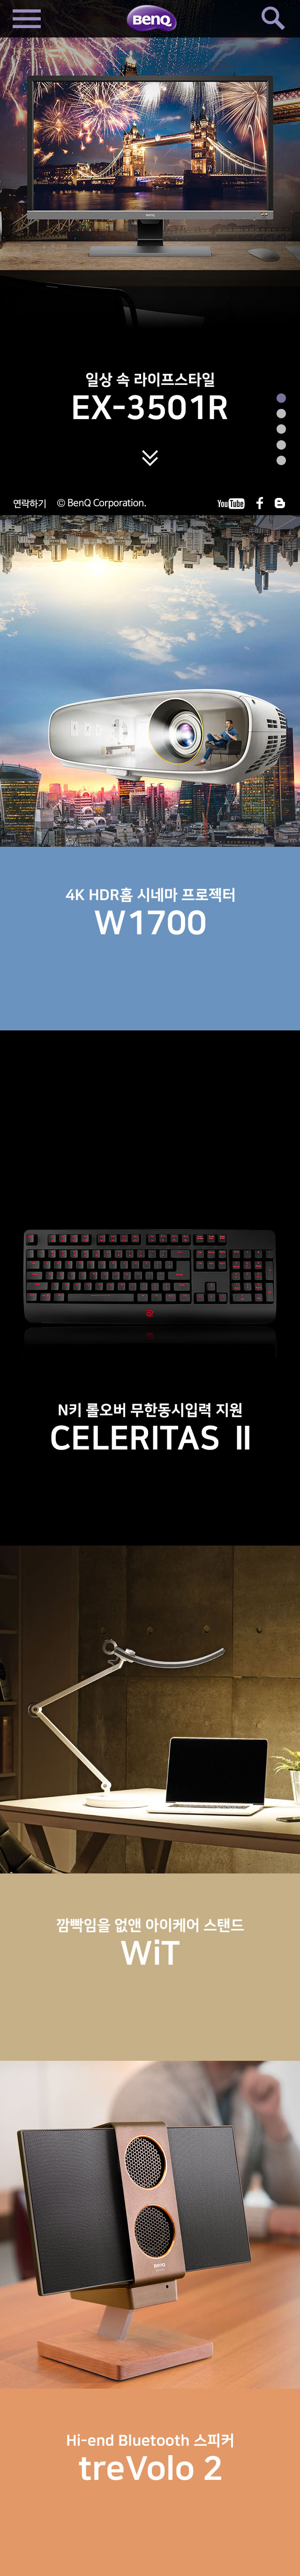 BenQ
BenQ
일상 속 라이프스타일
EX-3501R
연락하기 © BenQ Corporation. YouTube
4K HDR홈 시네마 프로젝터
W1700
N키 롤오버 무한동시입력 지원
CELERITAS II
깜빡임을 없앤 아이케어 스탠드
WiT
BenQ
Hi-end Bluetooth 스피커
treVolo 2